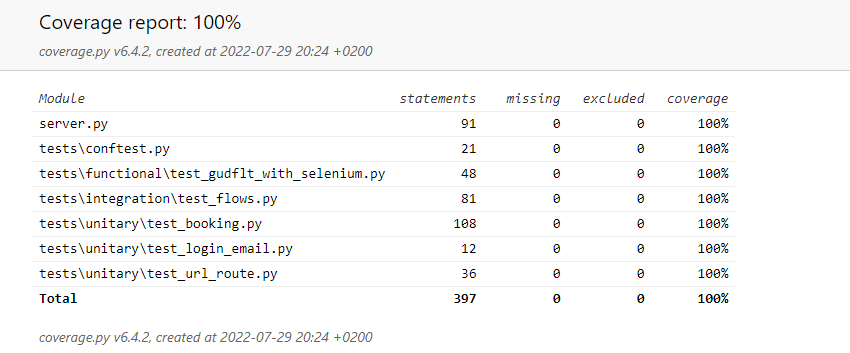 Coverage report: 100%
coverage.py v6.4.2, created at 2022-07-29 20:24 +0200
Module statements missing excluded coverage
server.py 91 0 0 100%
tests\conftest.py 21 0 0 100%
tests\functional\test_gudflt_with_selenium.py 48 0 0 100%
tests\integration\test_flows.py 81 0 0 100%
tests\unitary\test_booking.py 108 0 0 100%
tests\unitary\test_login_email.py 12 0 0 100%
tests\unitary\test_url_route.py 36 0 0 100%
Total 397 0 0 100%
coverage.py v6.4.2, created at 2022-07-29 20:24 +0200